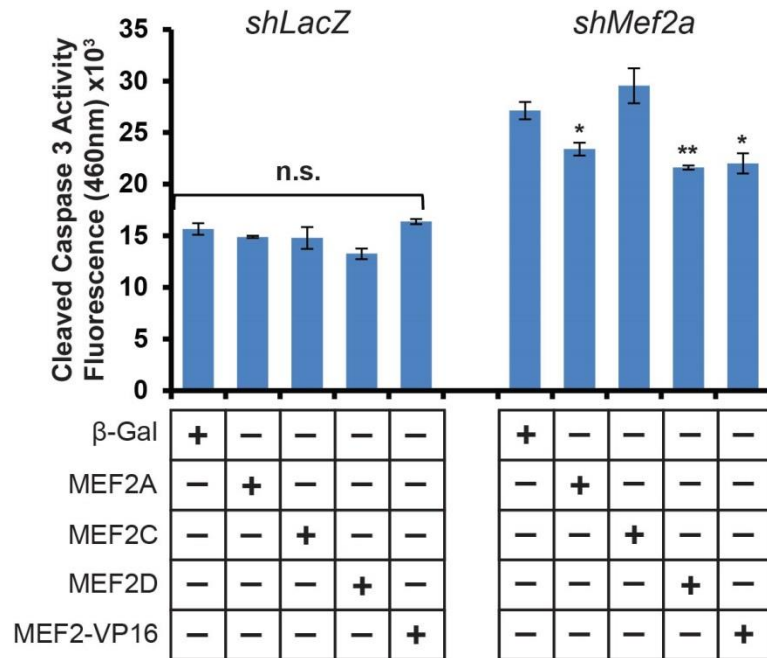 shLacZ shMef2a
Cleaved Caspase 3 Activity
Fluorescence (460nm) x10³
35
30
25
20
15
10
5
0
n.s.
*
**
*
β-Gal + − − − − + − − − −
MEF2A − + − − − − + − − −
MEF2C − − + − − − − + − −
MEF2D − − − + − − − − + −
MEF2-VP16 − − − − + − − − − +